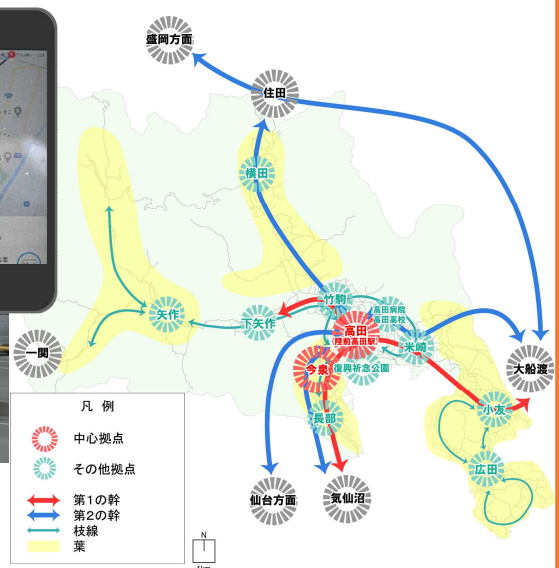 盛岡方面
住田
横田
竹駒
高田病院
高田高校
矢作
下矢作
高田
陸前高田駅
米崎
一関
今泉
復興祈念公園
大船渡
長部
小友
広田
仙台方面
気仙沼
凡 例
中心拠点
その他拠点
第1の幹
第2の幹
枝線
葉
N